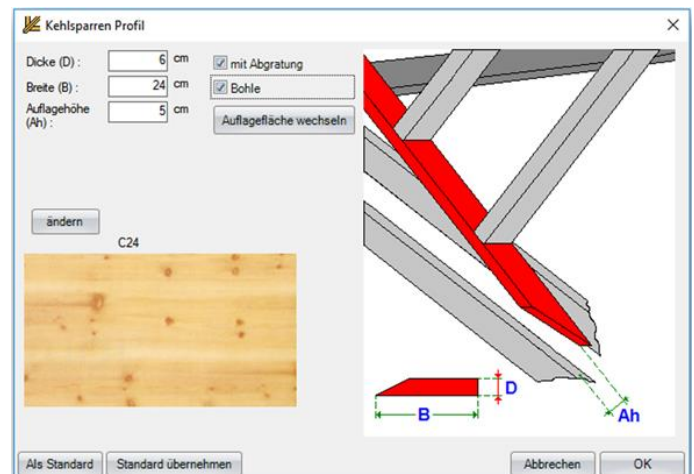 Kehlsparren Profil
Dicke (D) : 6 cm
mit Abgratung
Breite (B) : 24 cm
Bohle
Auflagehöhe
(Ah) : 5 cm
Auflagefläche wechseln
ändern
C24
D
B
Ah
Als Standard
Standard übernehmen
Abbrechen
OK